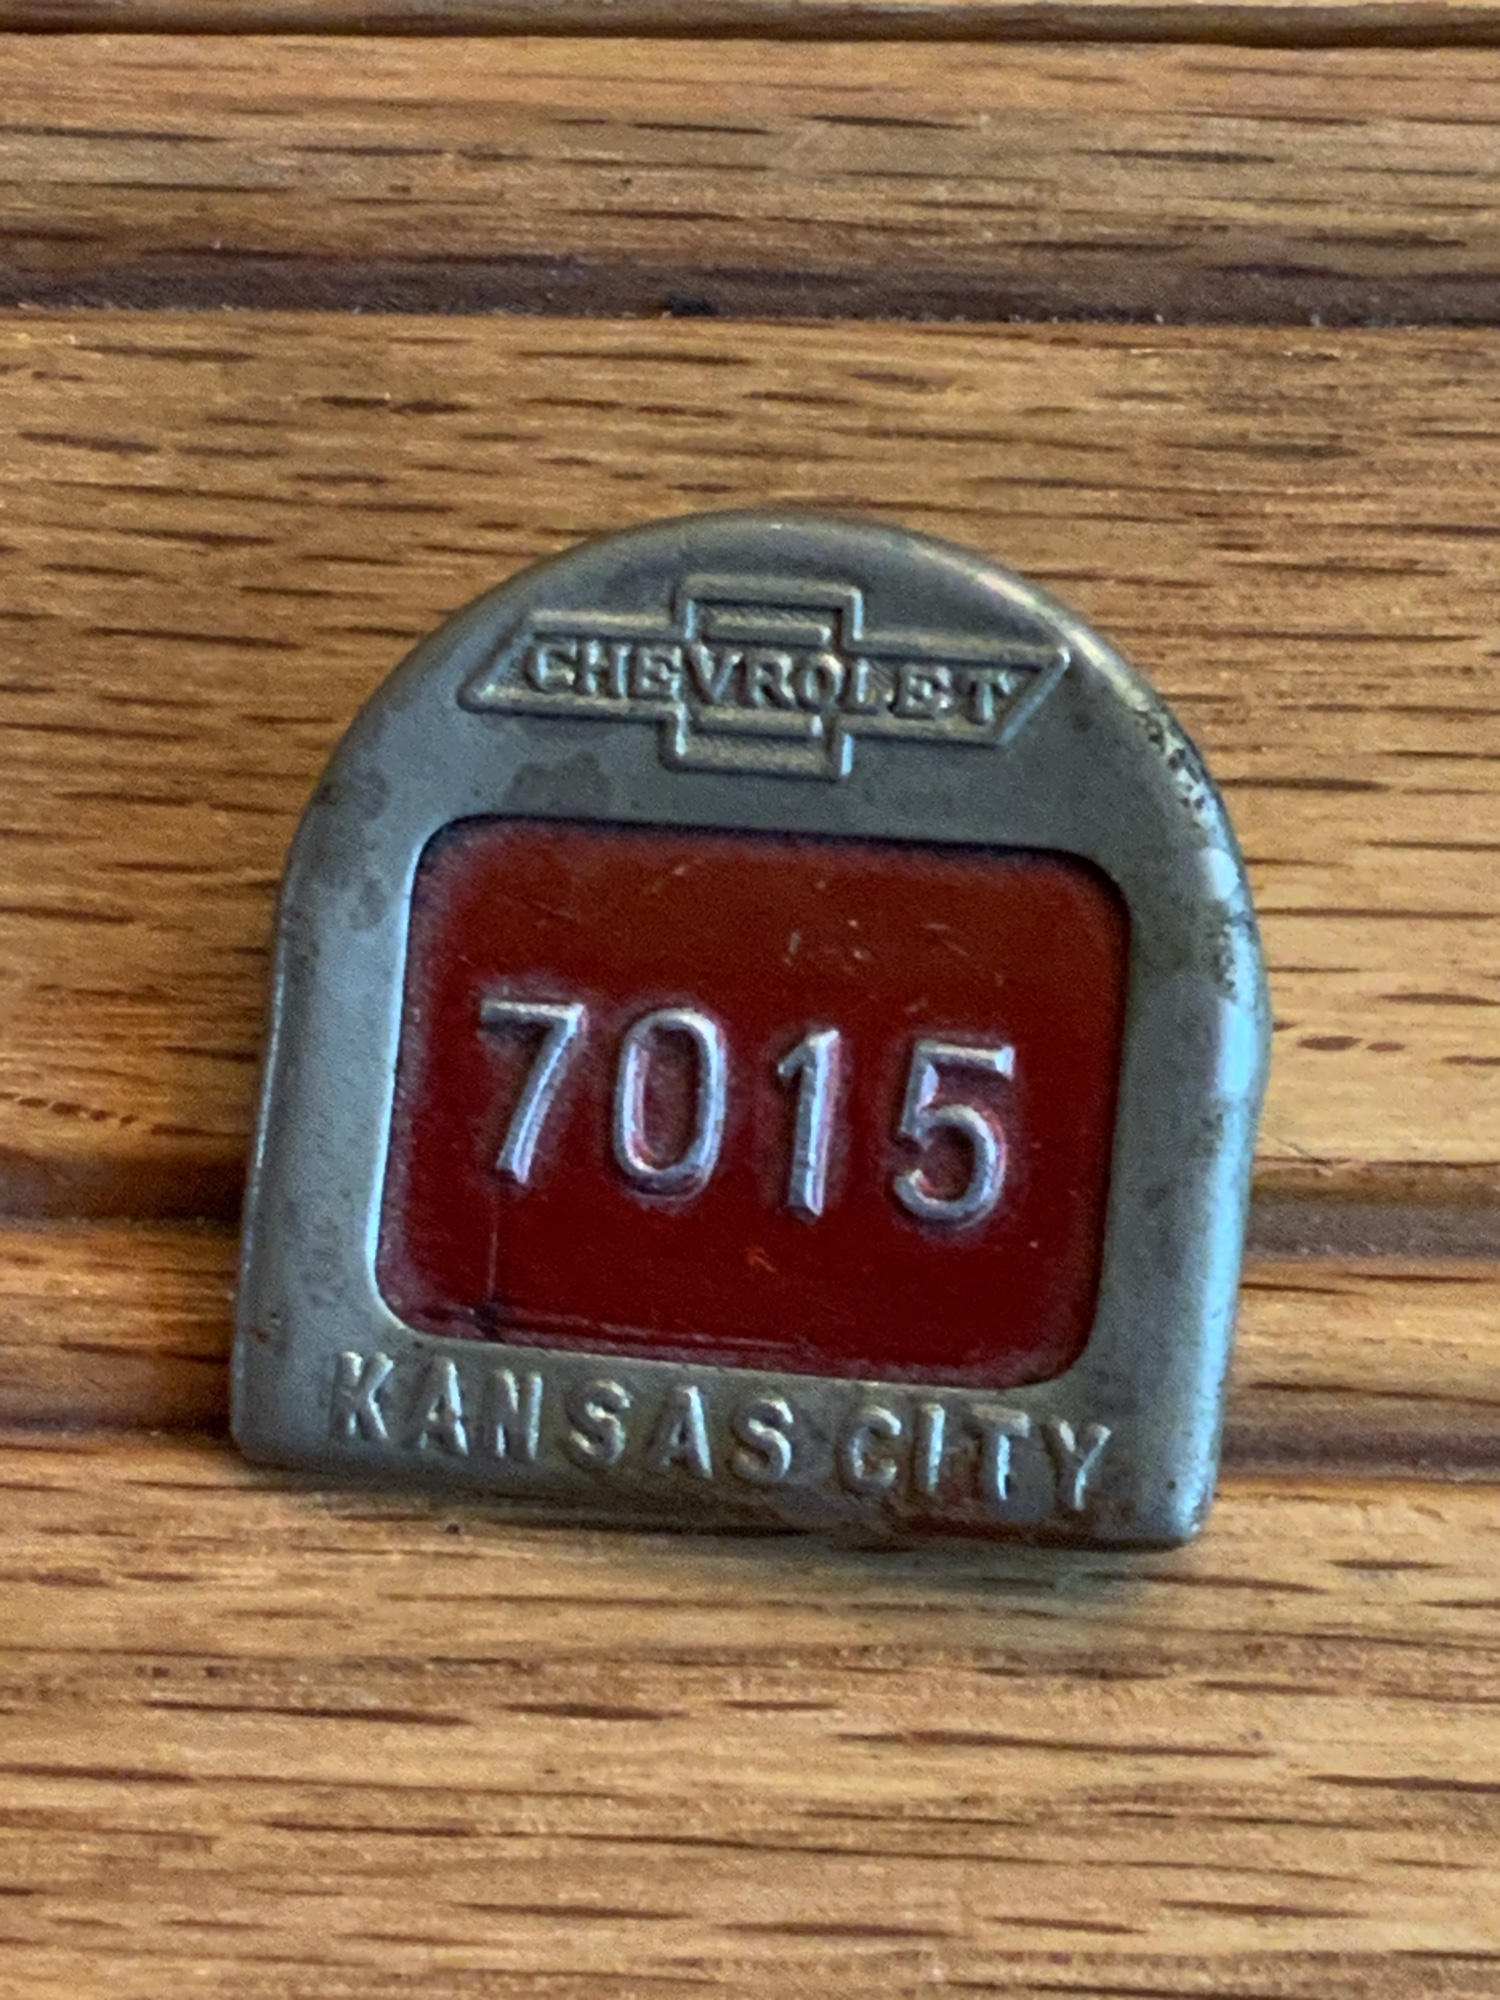 CHEVROLET
7015
KANSAS CITY